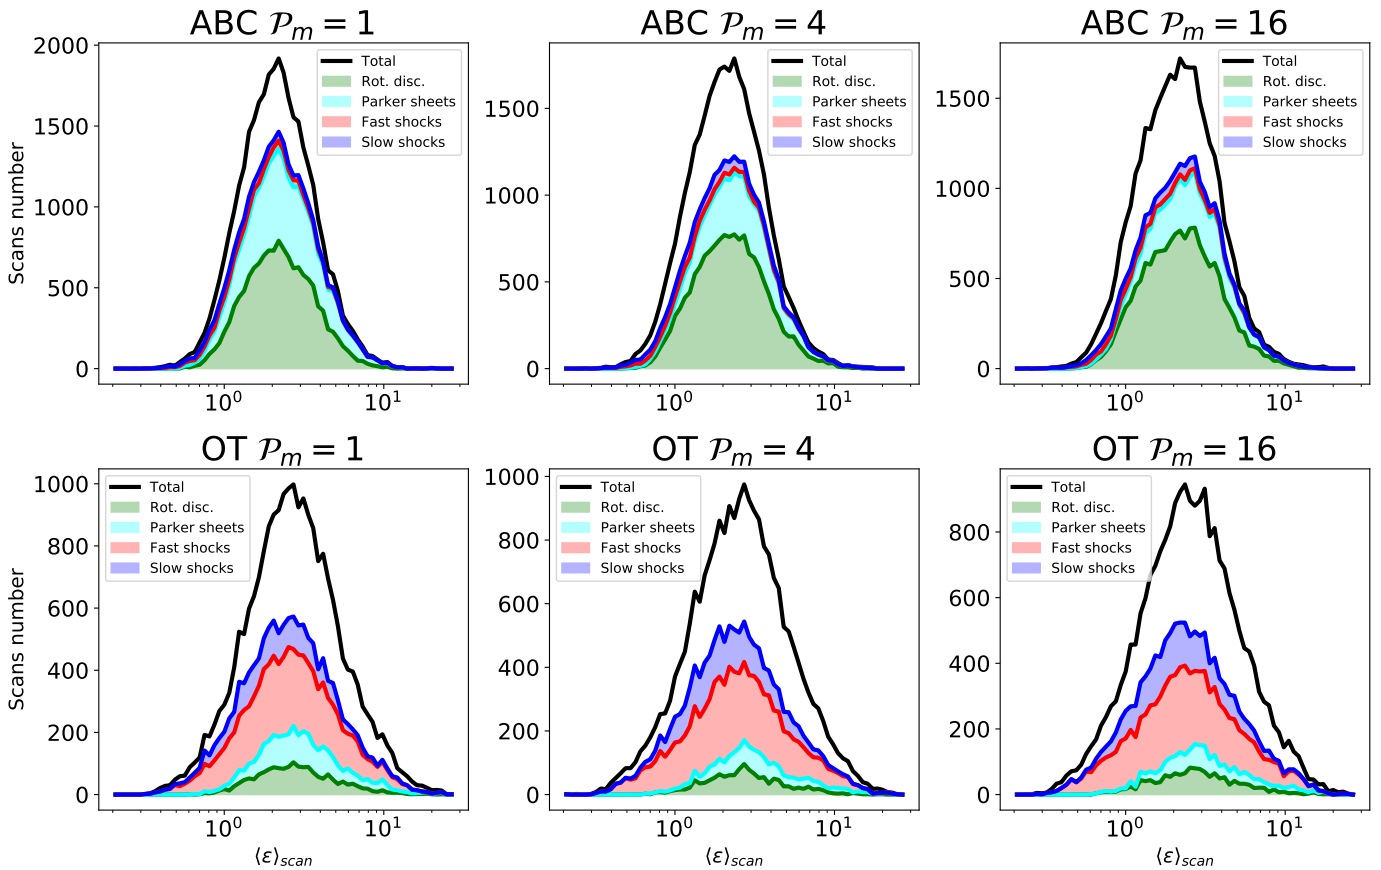 ABC 𝒫m = 1
2000
1500
1000
500
0
Scans number
10⁰
10¹
Total
Rot. disc.
Parker sheets
Fast shocks
Slow shocks
ABC 𝒫m = 4
1500
1000
500
0
10⁰
10¹
Total
Rot. disc.
Parker sheets
Fast shocks
Slow shocks
ABC 𝒫m = 16
1500
1000
500
0
10⁰
10¹
Total
Rot. disc.
Parker sheets
Fast shocks
Slow shocks
OT 𝒫m = 1
1000
800
600
400
200
0
Scans number
10⁰
10¹
⟨ε⟩scan
Total
Rot. disc.
Parker sheets
Fast shocks
Slow shocks
OT 𝒫m = 4
1000
800
600
400
200
0
10⁰
10¹
⟨ε⟩scan
Total
Rot. disc.
Parker sheets
Fast shocks
Slow shocks
OT 𝒫m = 16
800
600
400
200
0
10⁰
10¹
⟨ε⟩scan
Total
Rot. disc.
Parker sheets
Fast shocks
Slow shocks